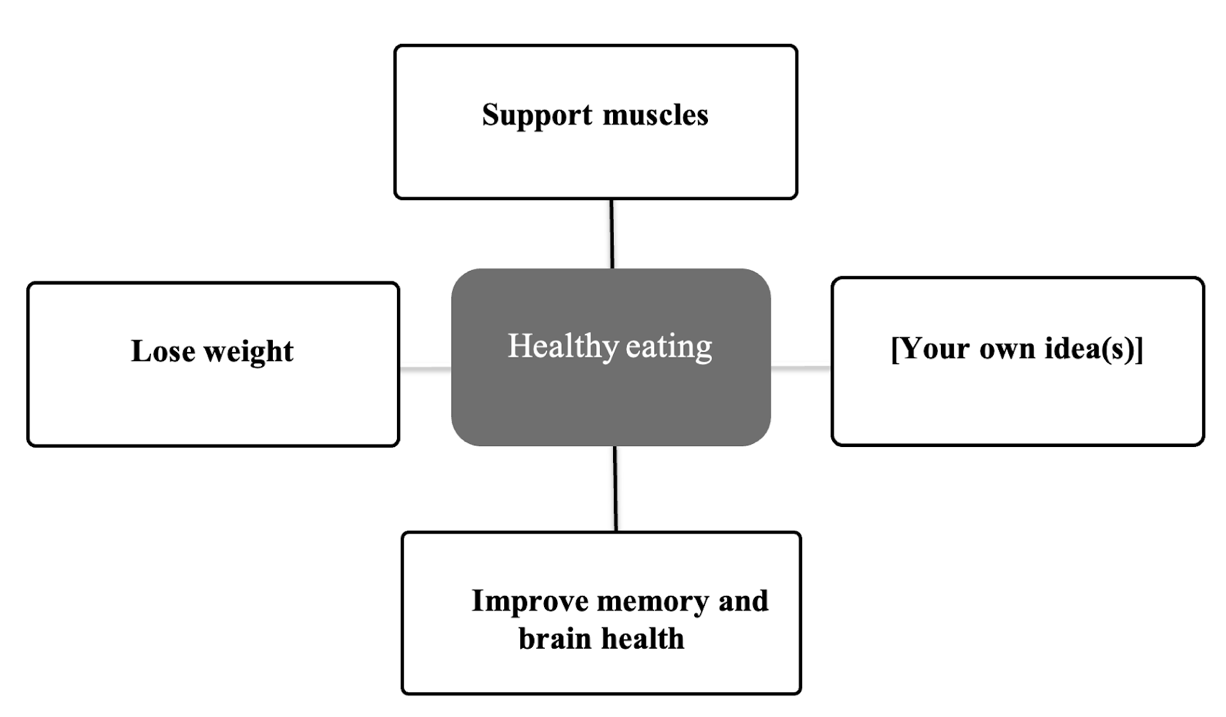 Support muscles
Lose weight
Healthy eating
[Your own idea(s)]
Improve memory and
brain health